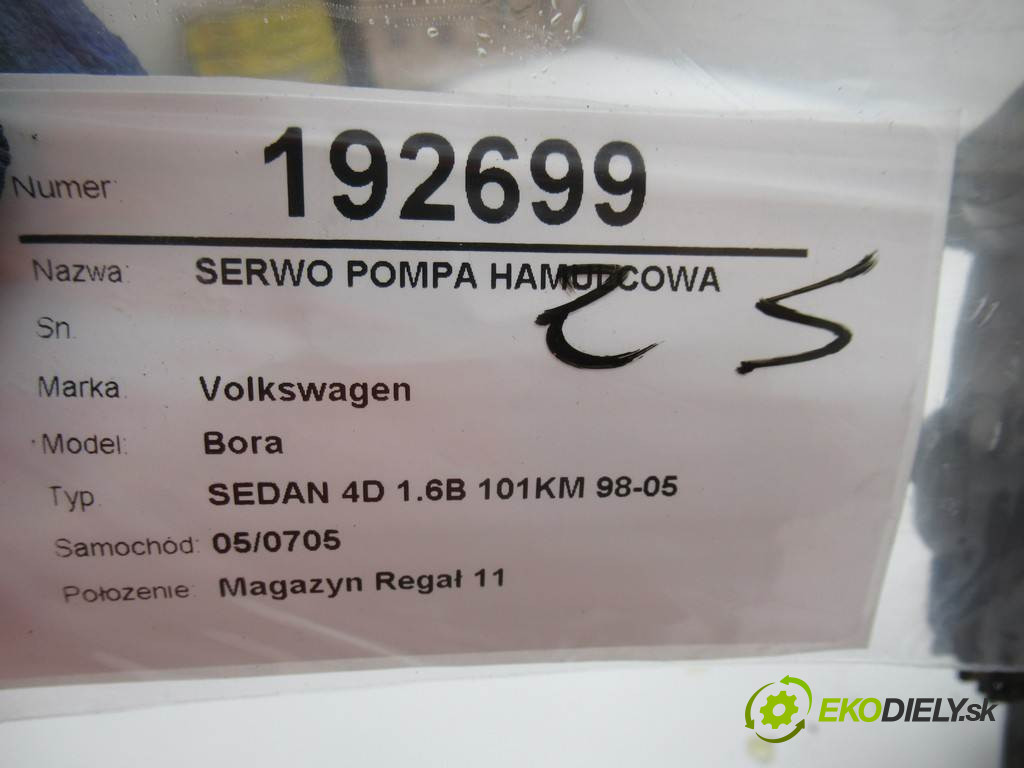 Numer: 192699
Nazwa: SERWO POMPA HAMULCOWA
Sn.
Marka. Volkswagen
Model: Bora
Typ. SEDAN 4D 1.6B 101KM 98-05
Samochód: 05/0705
Położenie: Magazyn Regał 11
EKODIELY.sk